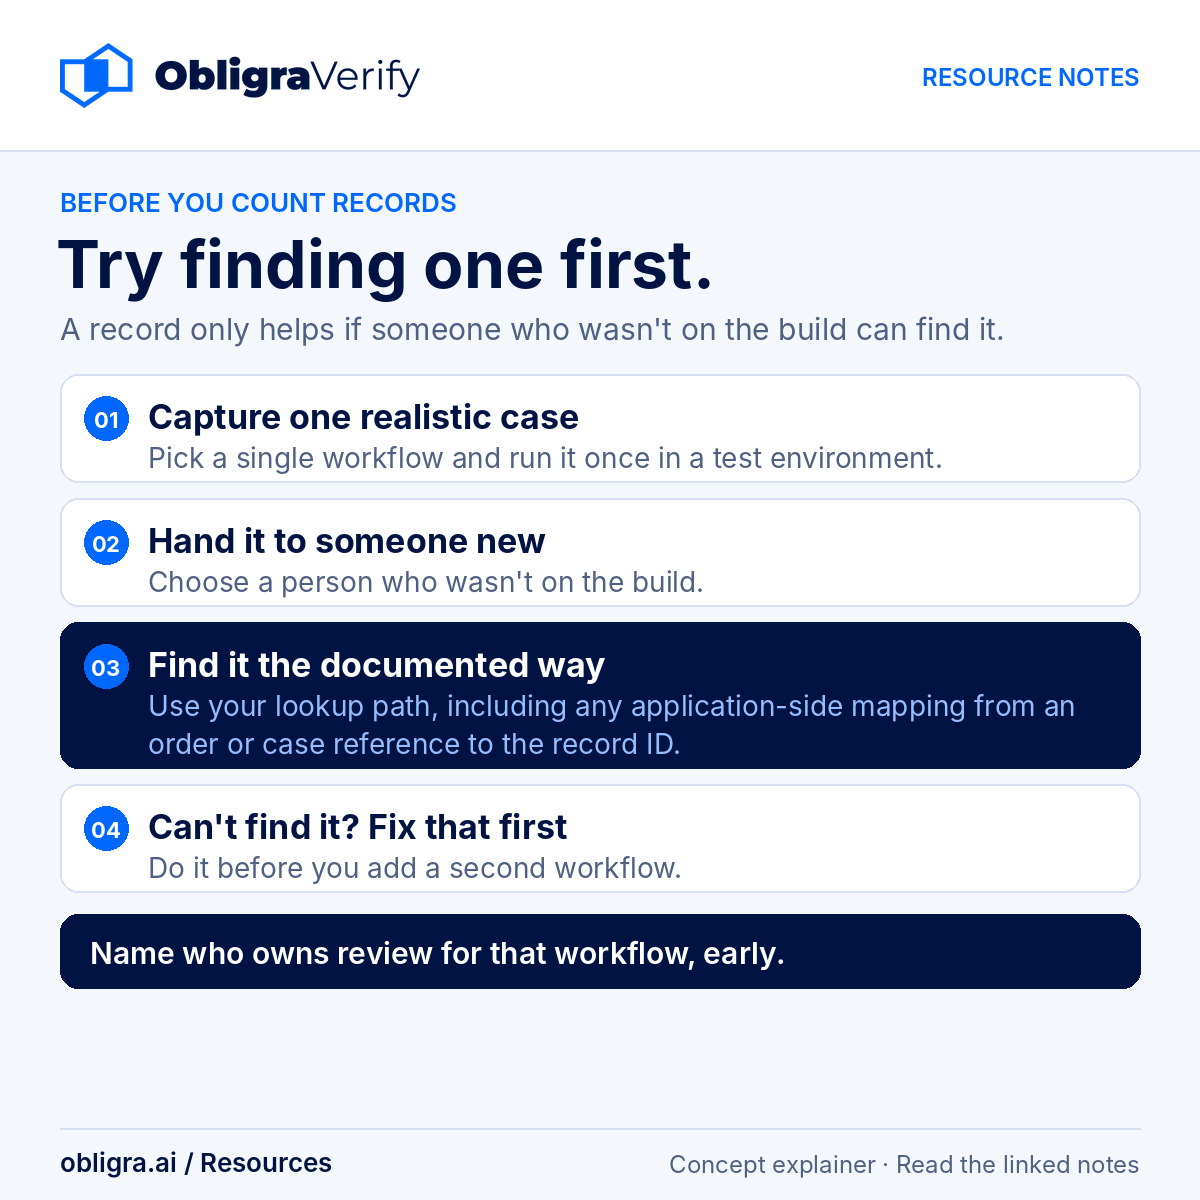 ObligraVerify
RESOURCE NOTES
BEFORE YOU COUNT RECORDS
Try finding one first.
A record only helps if someone who wasn't on the build can find it.
01
Capture one realistic case
Pick a single workflow and run it once in a test environment.
02
Hand it to someone new
Choose a person who wasn't on the build.
03
Find it the documented way
Use your lookup path, including any application-side mapping from an
order or case reference to the record ID.
04
Can't find it? Fix that first
Do it before you add a second workflow.
Name who owns review for that workflow, early.
obligra.ai / Resources
Concept explainer · Read the linked notes